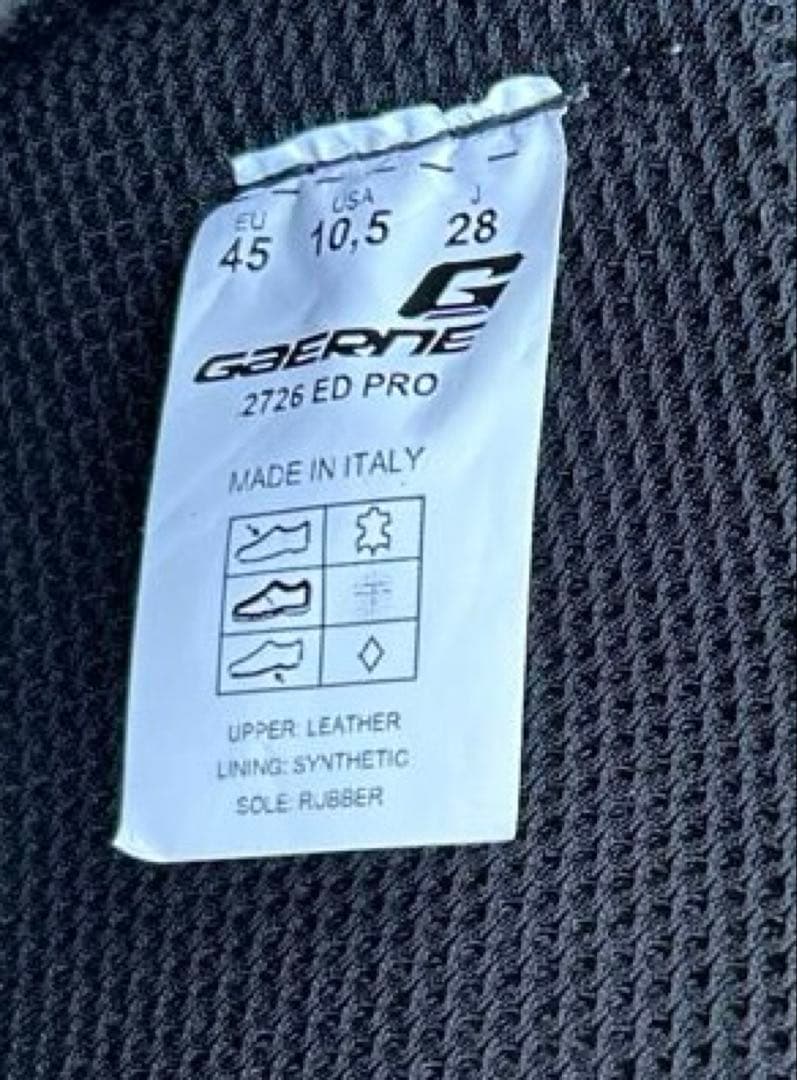 EU USA J
45 10,5 28
G
GAERNE
2726 ED PRO
MADE IN ITALY
UPPER: LEATHER
LINING: SYNTHETIC
SOLE: RUBBER